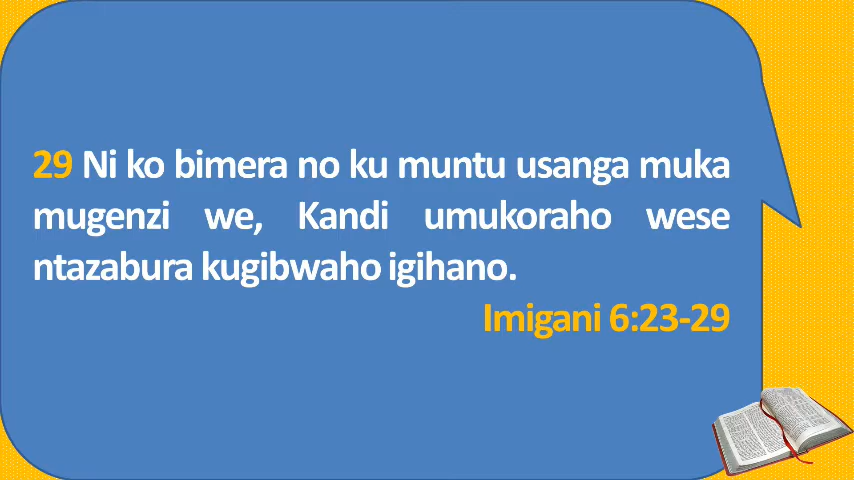 29 Ni ko bimera no ku muntu usanga muka
mugenzi we, Kandi umukoraho wese
ntazabura kugibwaho igihano.
Imigani 6:23-29